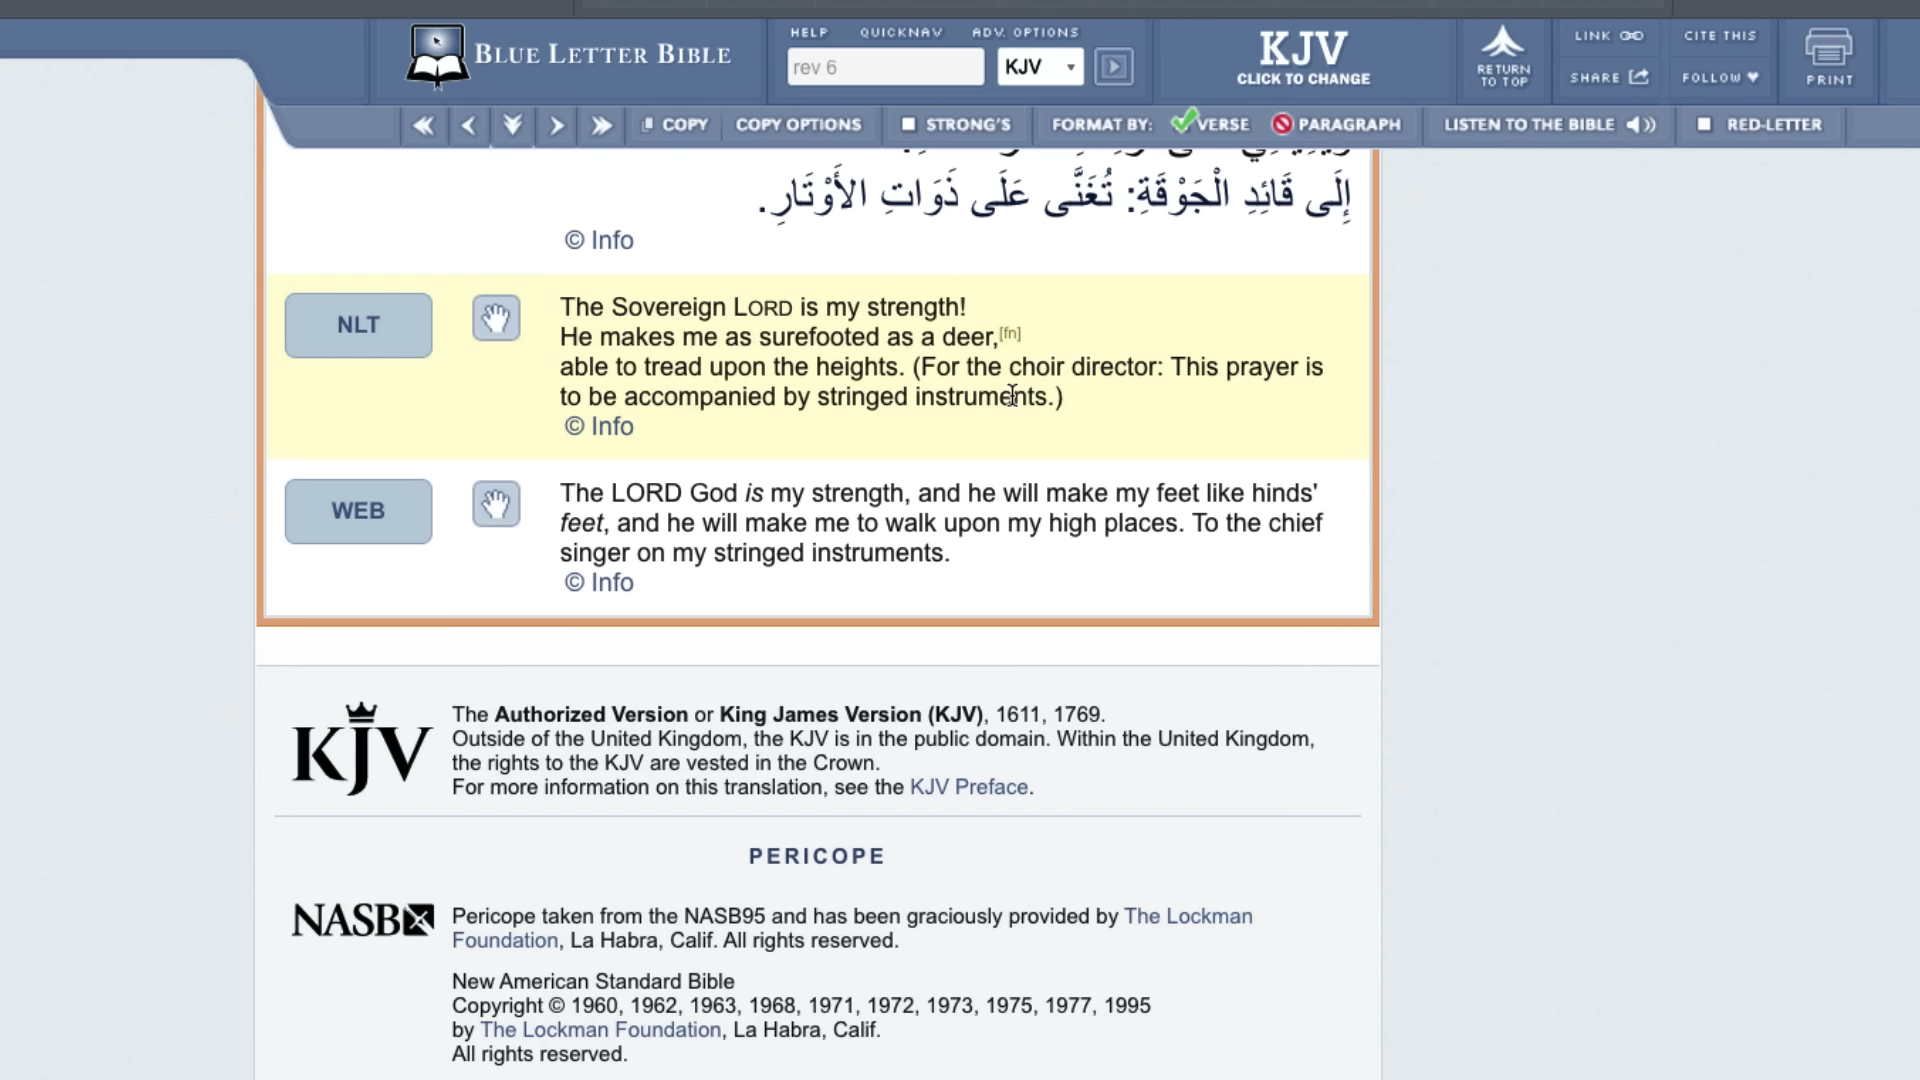 BLUE LETTER BIBLE
HELP QUICKNAV ADV. OPTIONS
rev 6
KJV
KJV
CLICK TO CHANGE
RETURN
TO TOP
LINK
SHARE
CITE THIS
FOLLOW
PRINT
COPY
COPY OPTIONS
STRONG'S
FORMAT BY: VERSE PARAGRAPH
LISTEN TO THE BIBLE
RED-LETTER
إِلَى قَائِدِ الْجَوْقَةِ: تُغَنَّى عَلَى ذَوَاتِ الأَوْتَارِ.
© Info
NLT
The Sovereign LORD is my strength!
He makes me as surefooted as a deer,[fn]
able to tread upon the heights. (For the choir director: This prayer is
to be accompanied by stringed instruments.)
© Info
WEB
The LORD God is my strength, and he will make my feet like hinds'
feet, and he will make me to walk upon my high places. To the chief
singer on my stringed instruments.
© Info
KJV
The Authorized Version or King James Version (KJV), 1611, 1769.
Outside of the United Kingdom, the KJV is in the public domain. Within the United Kingdom,
the rights to the KJV are vested in the Crown.
For more information on this translation, see the KJV Preface.
PERICOPE
NASB
Pericope taken from the NASB95 and has been graciously provided by The Lockman
Foundation, La Habra, Calif. All rights reserved.
New American Standard Bible
Copyright © 1960, 1962, 1963, 1968, 1971, 1972, 1973, 1975, 1977, 1995
by The Lockman Foundation, La Habra, Calif.
All rights reserved.